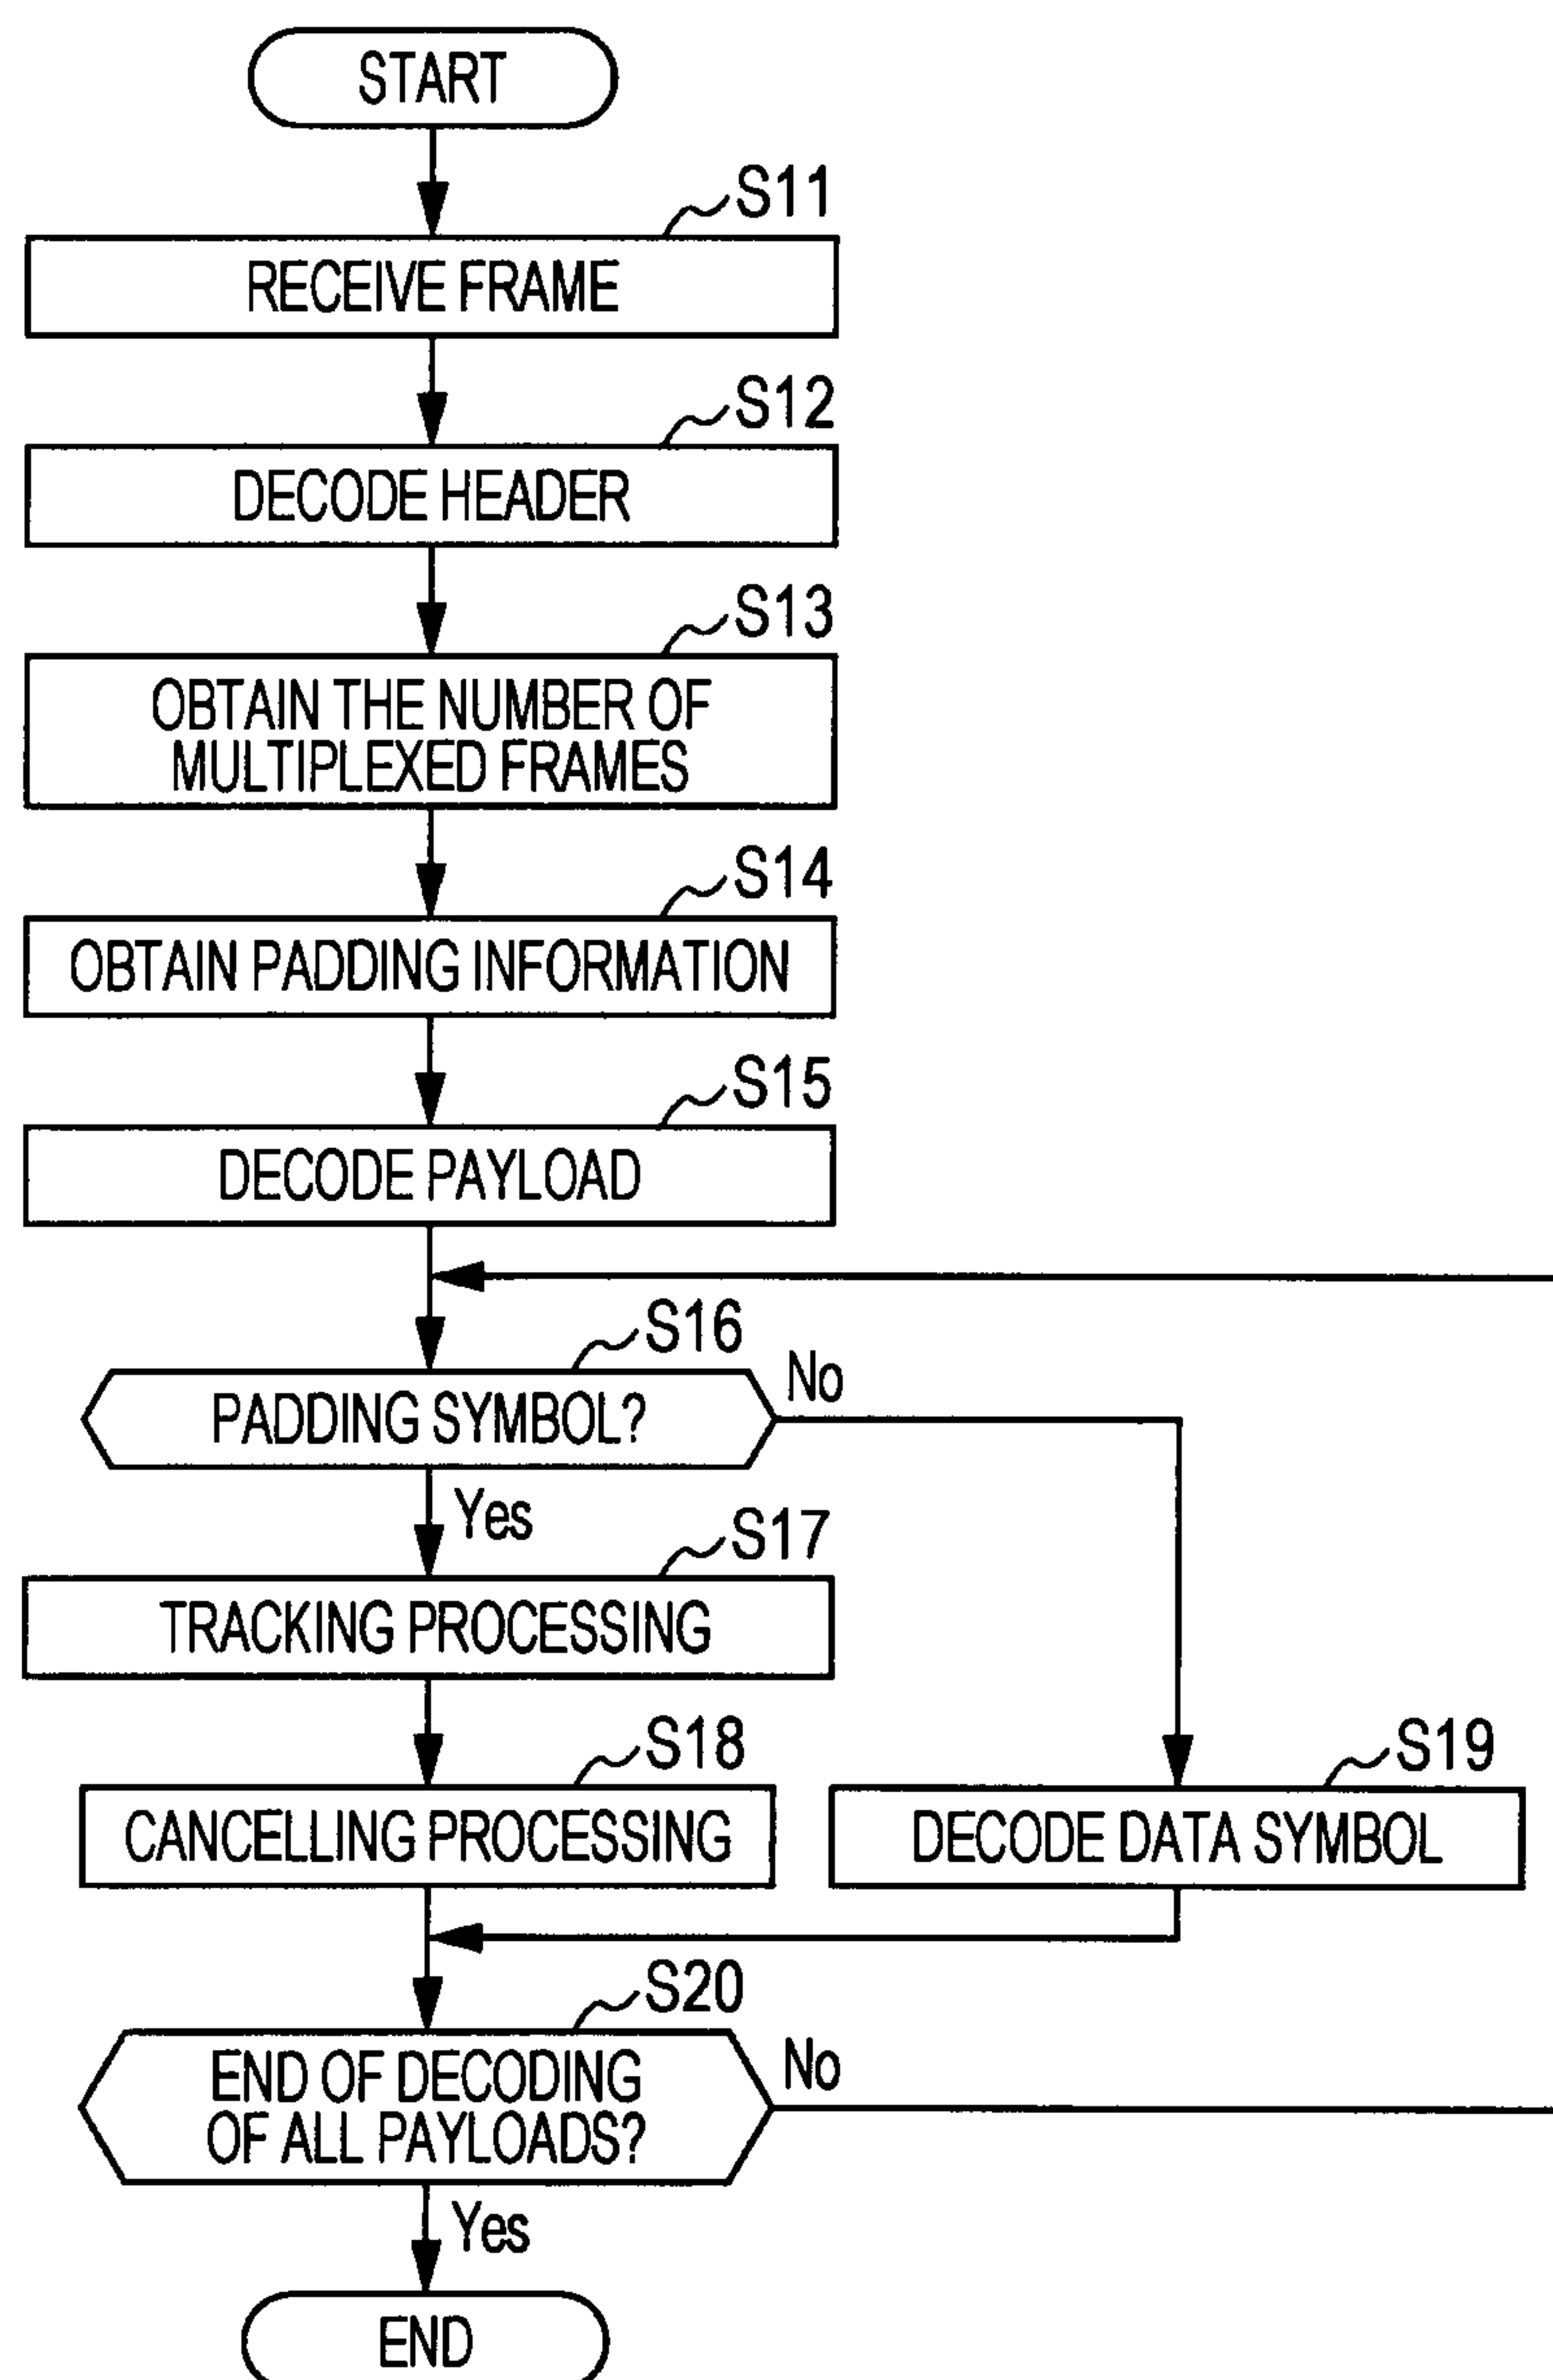 START
S11
RECEIVE FRAME
S12
DECODE HEADER
S13
OBTAIN THE NUMBER OF
MULTIPLEXED FRAMES
S14
OBTAIN PADDING INFORMATION
S15
DECODE PAYLOAD
S16
PADDING SYMBOL?
No
Yes
S17
TRACKING PROCESSING
S18
CANCELLING PROCESSING
S19
DECODE DATA SYMBOL
S20
END OF DECODING
OF ALL PAYLOADS?
No
Yes
END